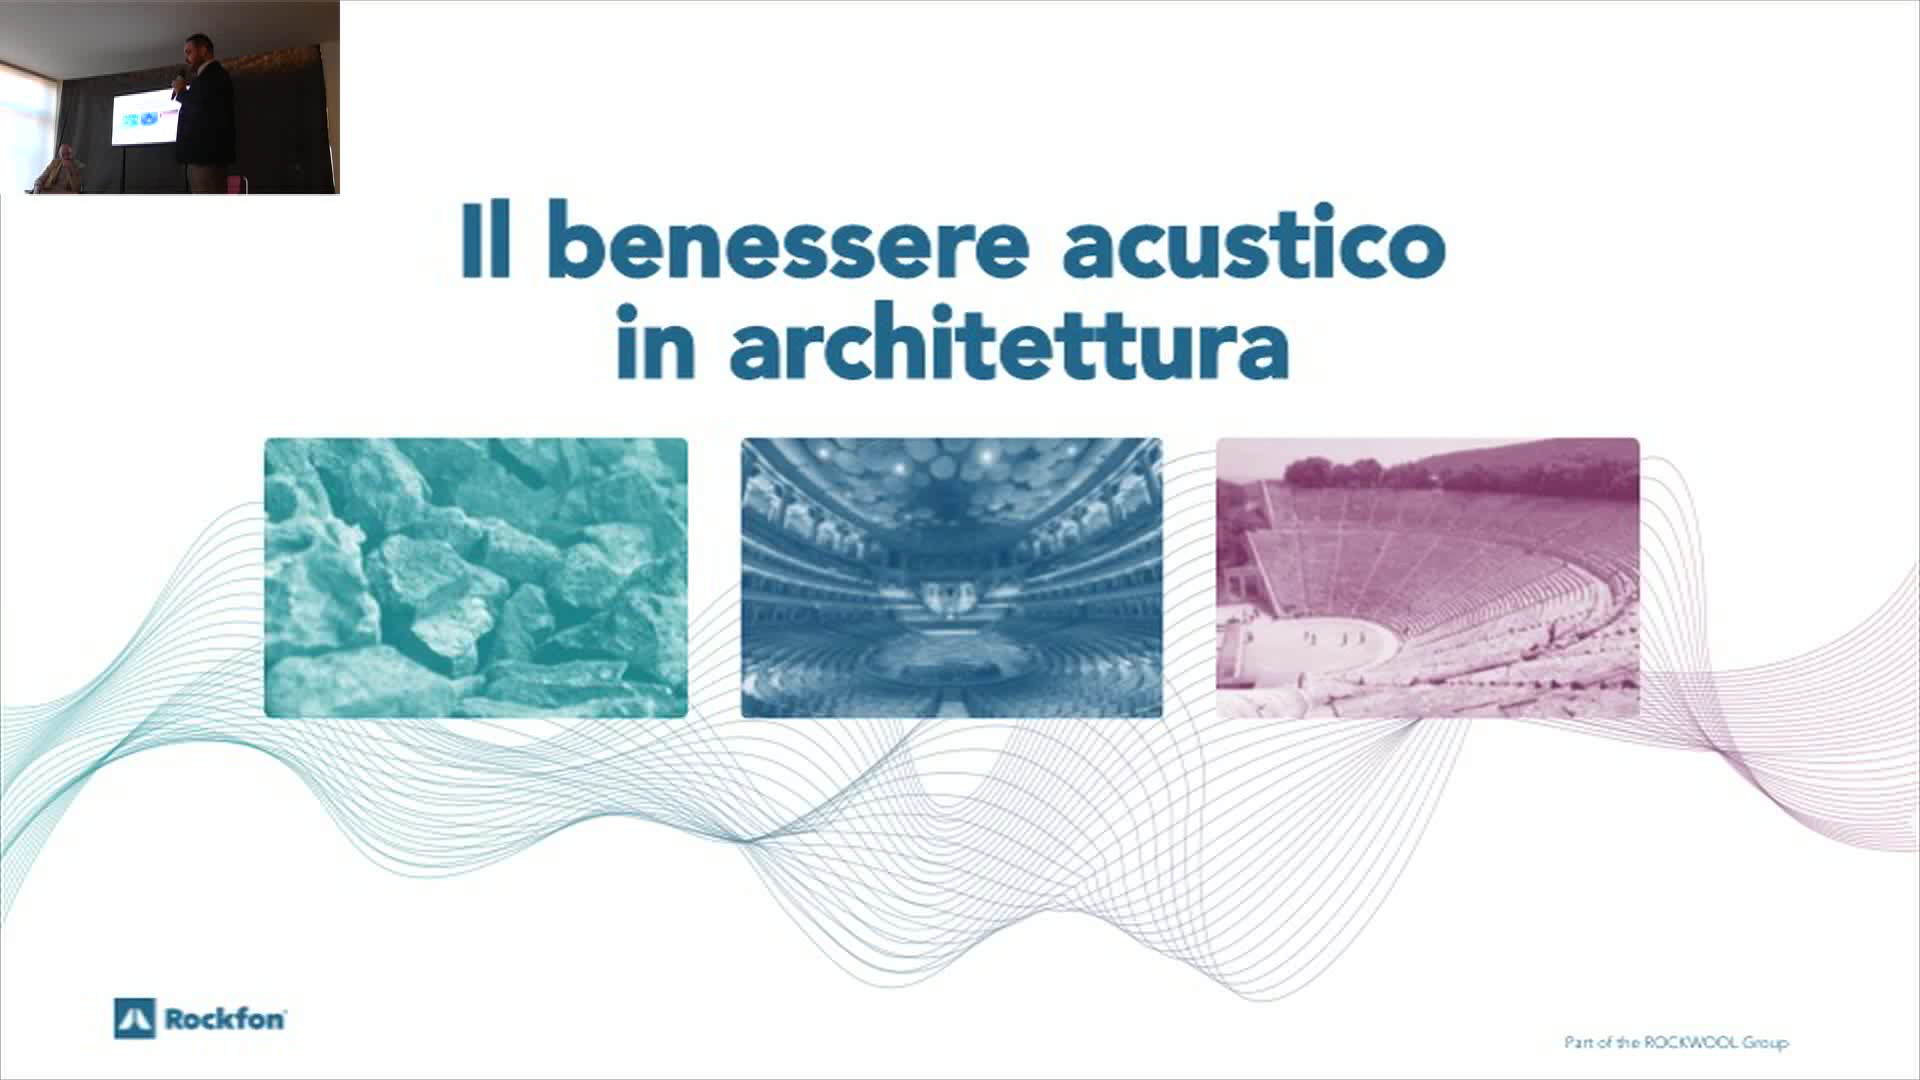 Il benessere acustico
in architettura
Rockfon
Part of the ROCKWOOL Group